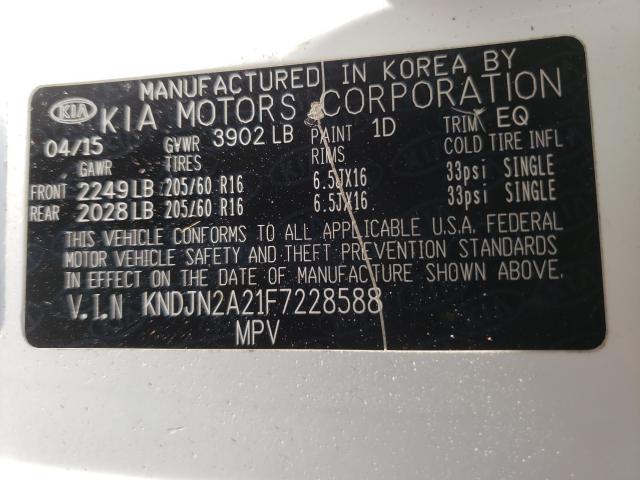 MANUFACTURED IN KOREA BY
KIA KIA MOTORS CORPORATION
04/15 GVWR 3902 LB PAINT 1D TRIM EQ
GAWR TIRES RIMS COLD TIRE INFL
FRONT 2249 LB 205/60 R16 6.5JX16 33psi SINGLE
REAR 2028 LB 205/60 R16 6.5JX16 33psi SINGLE
THIS VEHICLE CONFORMS TO ALL APPLICABLE U.S.A. FEDERAL
MOTOR VEHICLE SAFETY AND THEFT PREVENTION STANDARDS
IN EFFECT ON THE DATE OF MANUFACTURE SHOWN ABOVE.
V.I.N KNDJN2A21F7228588
MPV